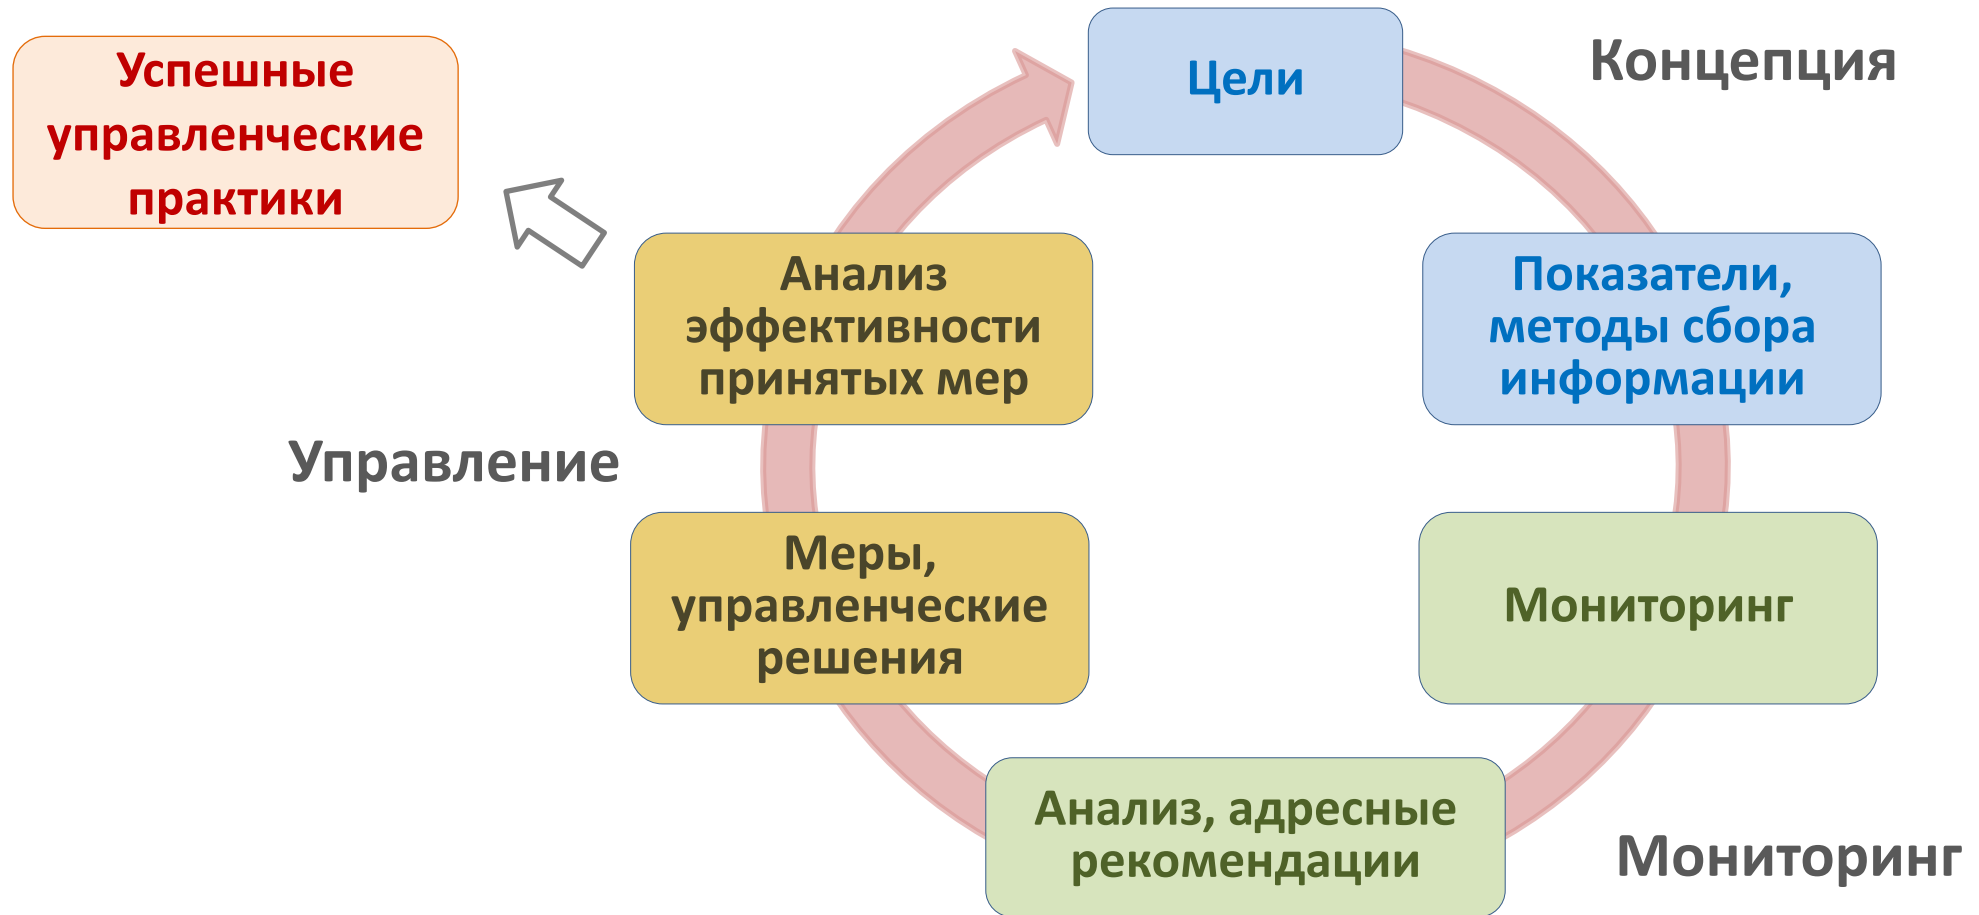 Успешные
управленческие
практики
Цели
Концепция
Показатели,
методы сбора
информации
Мониторинг
Анализ, адресные
рекомендации
Мониторинг
Меры,
управленческие
решения
Управление
Анализ
эффективности
принятых мер